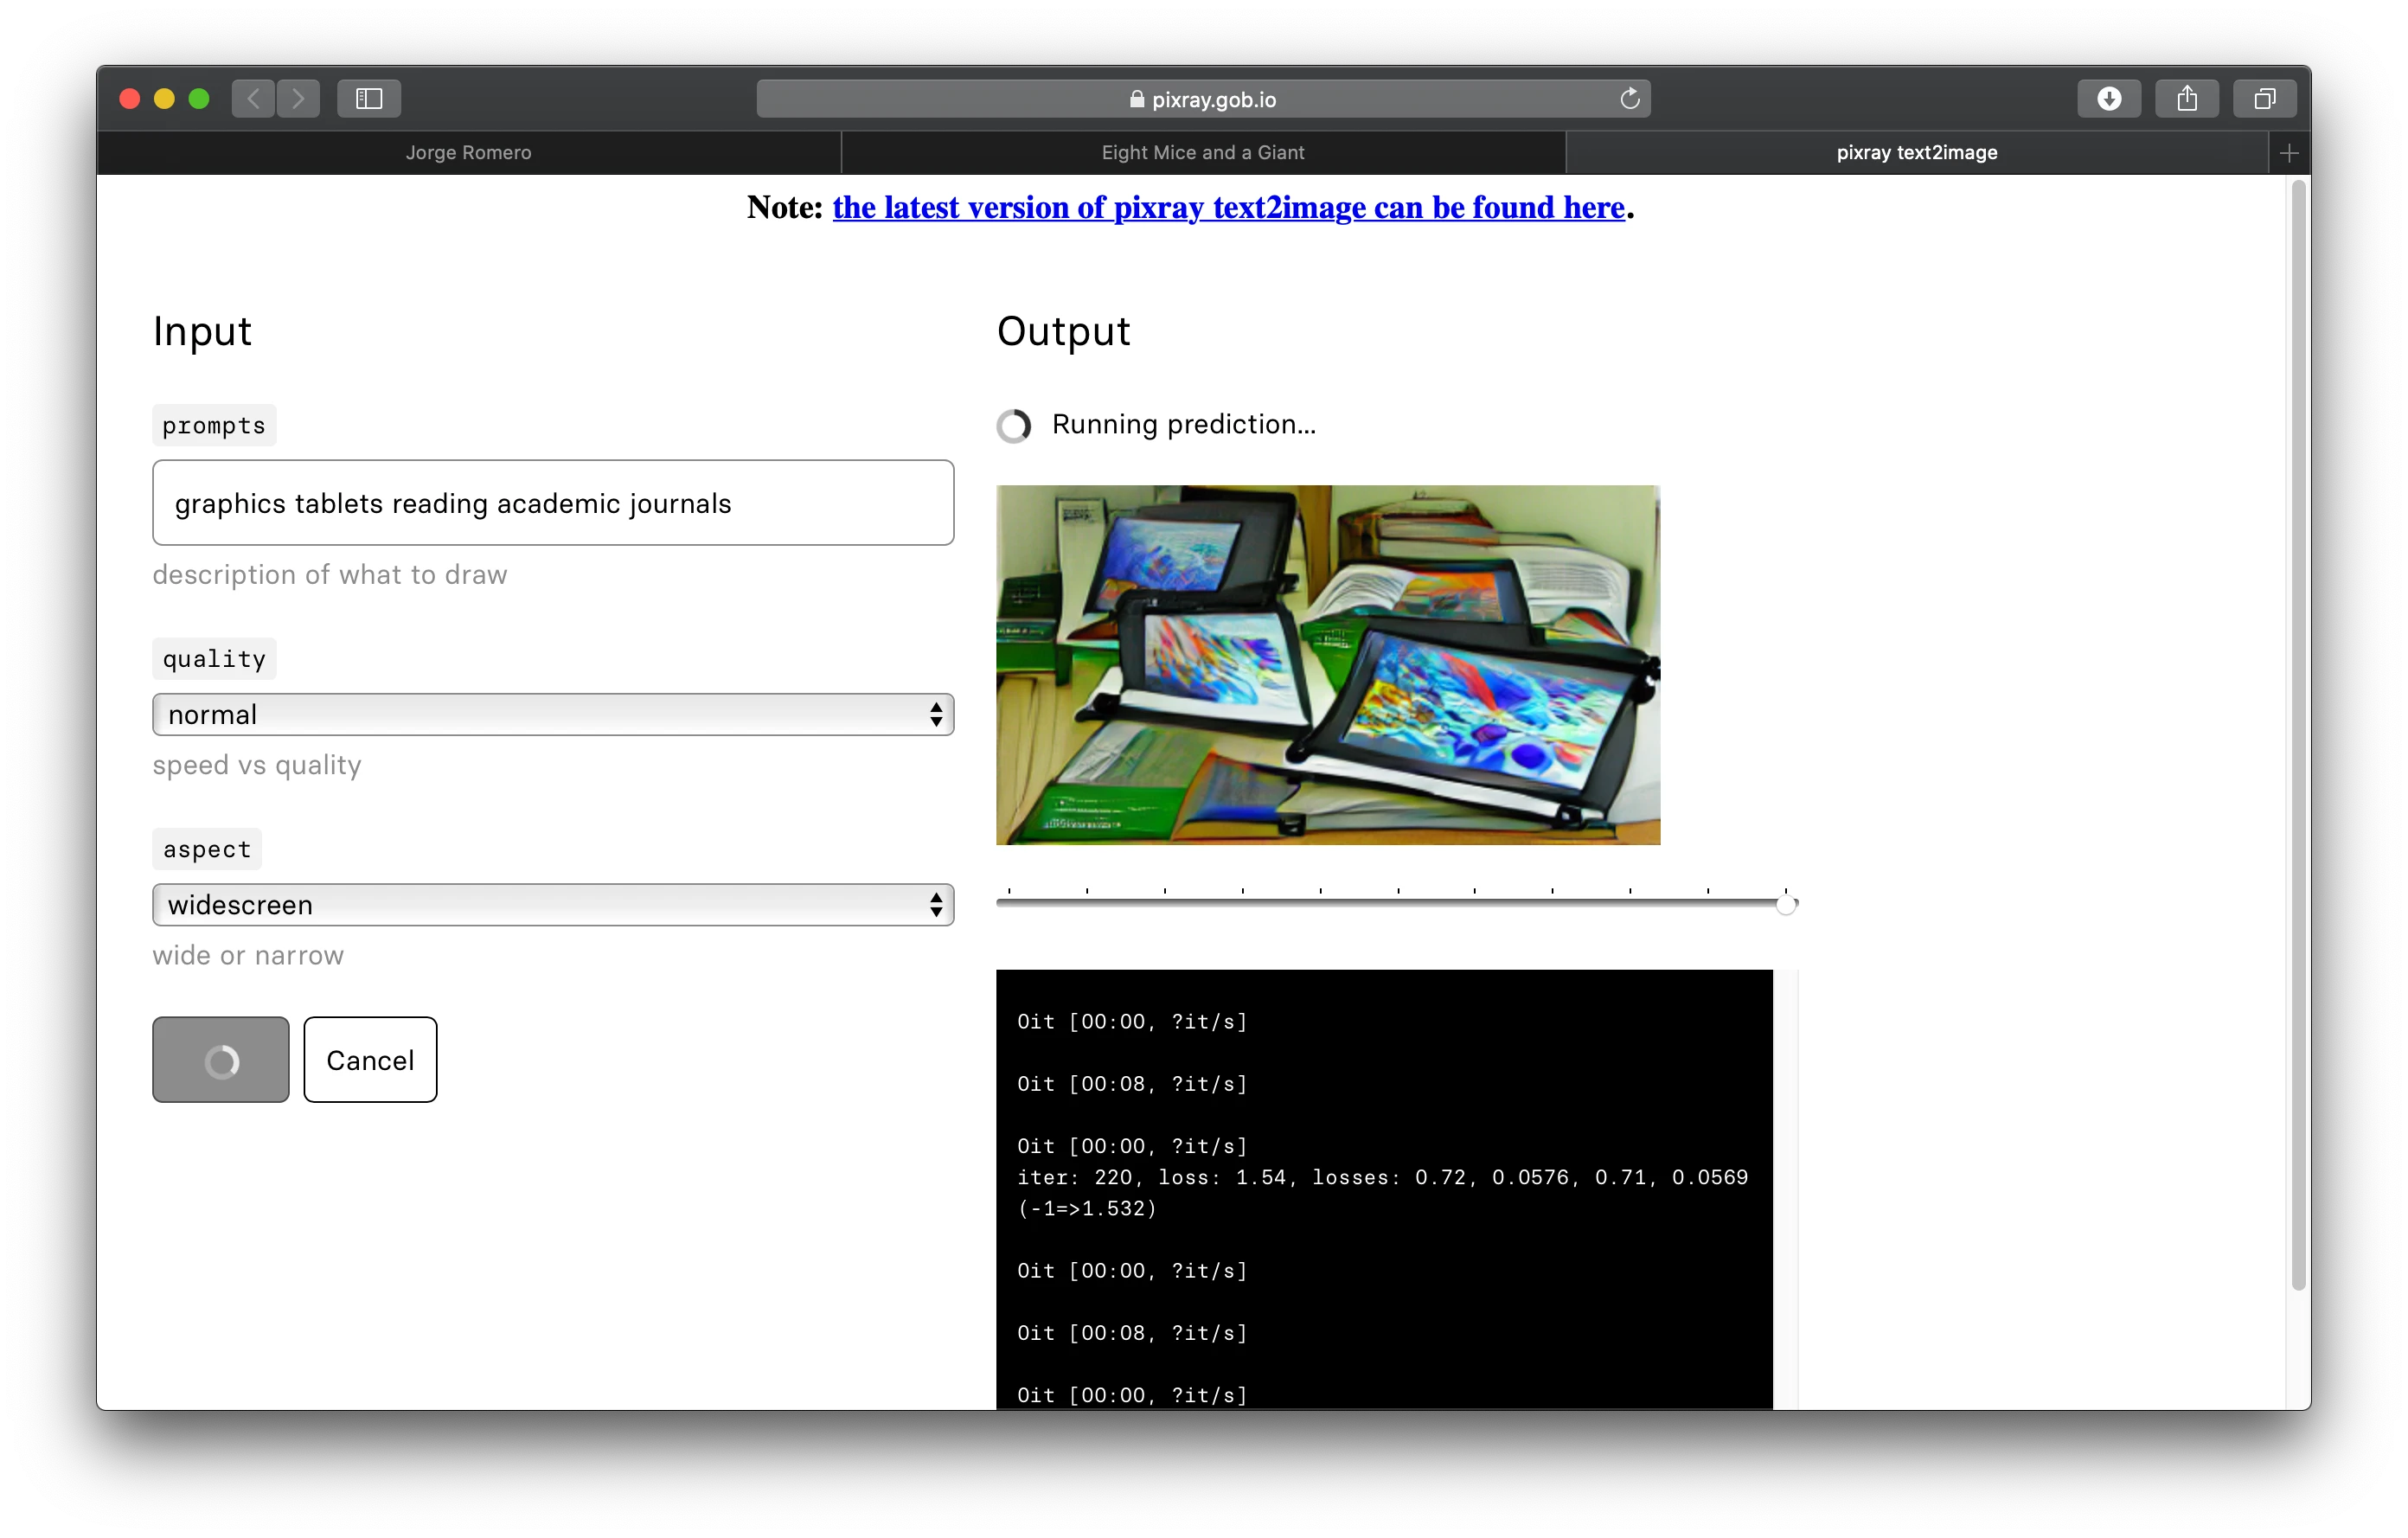 pixray.gob.io
Jorge Romero
Eight Mice and a Giant
pixray text2image
Note: the latest version of pixray text2image can be found here.
Input
prompts
graphics tablets reading academic journals
description of what to draw
quality
normal
speed vs quality
aspect
widescreen
wide or narrow
Cancel
Output
Running prediction...
0it [00:00, ?it/s]
0it [00:08, ?it/s]
0it [00:00, ?it/s]
iter: 220, loss: 1.54, losses: 0.72, 0.0576, 0.71, 0.0569
(-1=>1.532)
0it [00:00, ?it/s]
0it [00:08, ?it/s]
0it [00:00, ?it/s]